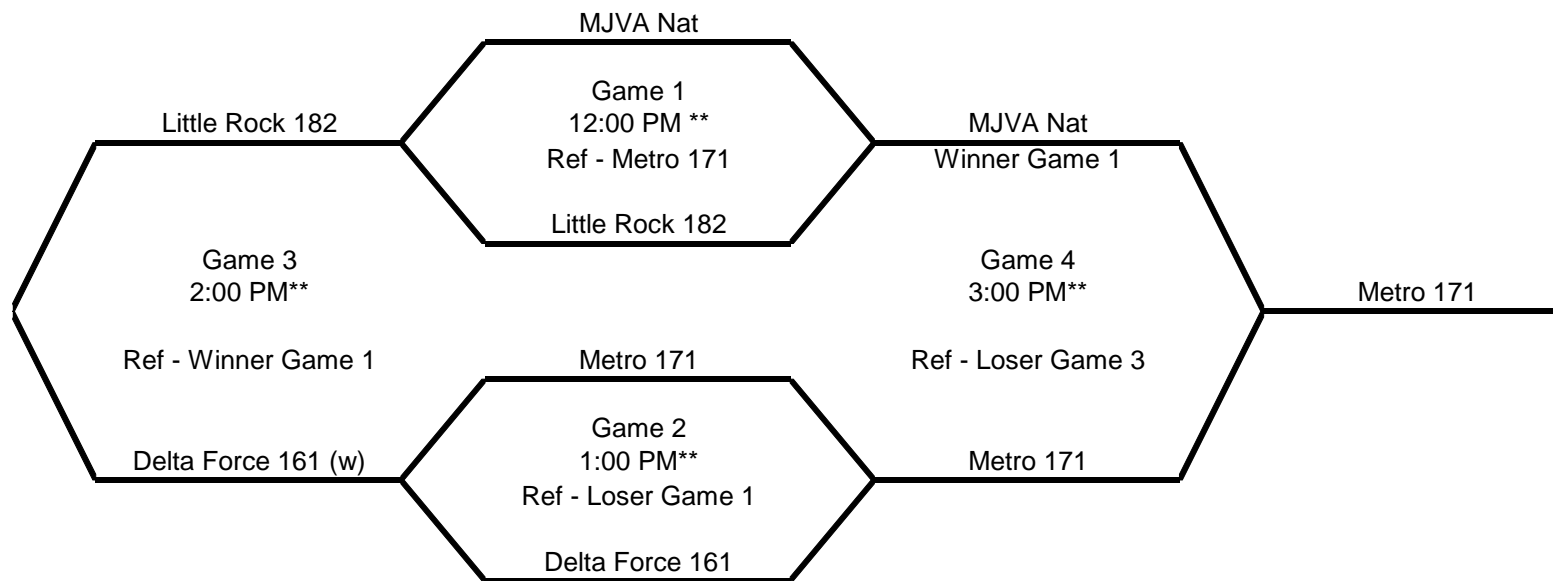 MJVA Nat
Game 1
12:00 PM **
Ref - Metro 171
Little Rock 182
MJVA Nat
Winner Game 1
Little Rock 182
Game 3
2:00 PM**
Ref - Winner Game 1
Game 4
3:00 PM**
Ref - Loser Game 3
Metro 171
Metro 171
Game 2
1:00 PM**
Ref - Loser Game 1
Delta Force 161 (w)
Metro 171
Delta Force 161